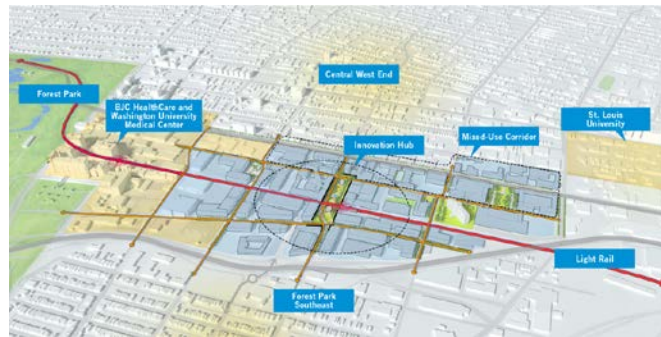 Central West End
Forest Park
BJC HealthCare and
Washington University
Medical Center
Innovation Hub
Mixed-Use Corridor
St. Louis
University
Light Rail
Forest Park
Southeast